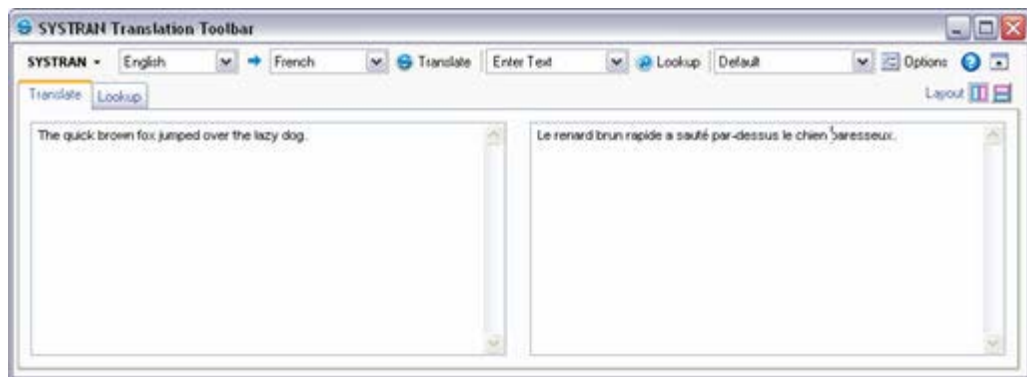 SYSTRAN Translation Toolbar
SYSTRAN English French Translate Enter Text Lookup Default Options
Translate Lookup Layout
The quick brown fox jumped over the lazy dog.
Le renard brun rapide a sauté par-dessus le chien paresseux.